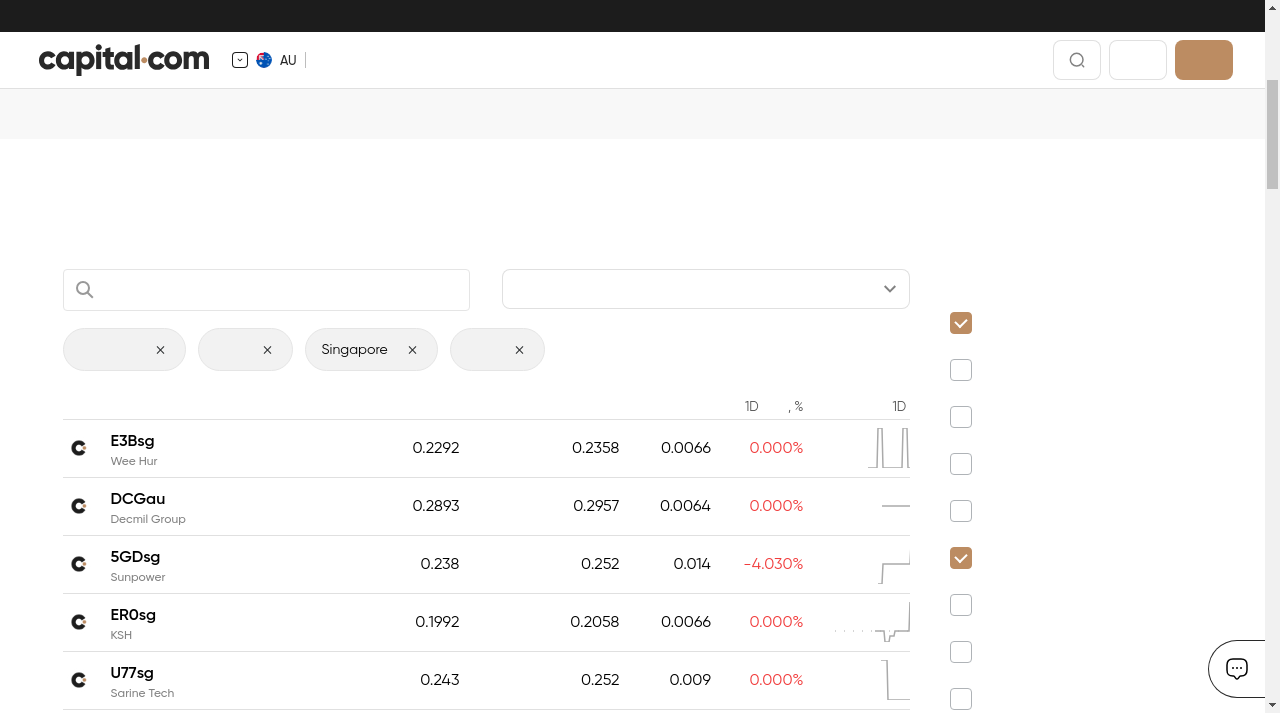 capital.com
AU
Singapore
1D , % 1D
E3Bsg 0.2292 0.2358 0.0066 0.000%
Wee Hur
DCGau 0.2893 0.2957 0.0064 0.000%
Decmil Group
5GDsg 0.238 0.252 0.014 -4.030%
Sunpower
ER0sg 0.1992 0.2058 0.0066 0.000%
KSH
U77sg 0.243 0.252 0.009 0.000%
Sarine Tech